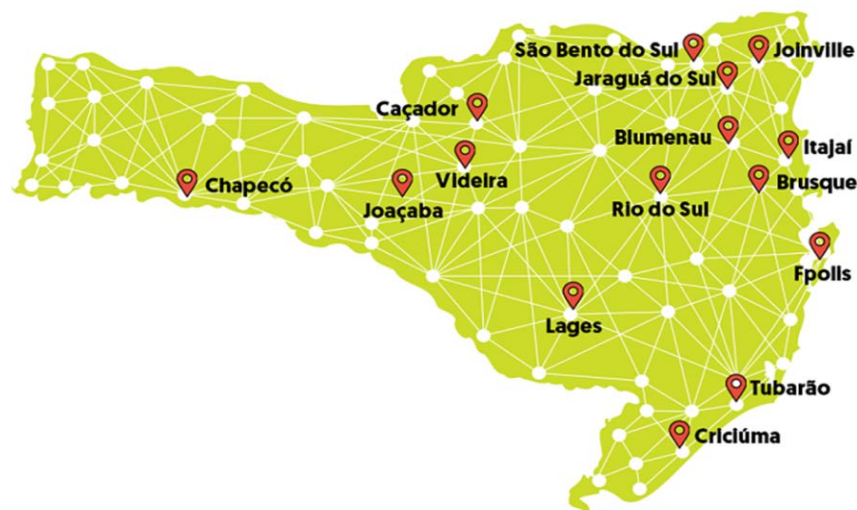 São Bento do Sul
Joinville
Jaraguá do Sul
Caçador
Blumenau
Itajaí
Videira
Chapecó
Brusque
Joaçaba
Rio do Sul
Fpolis
Lages
Tubarão
Criciúma